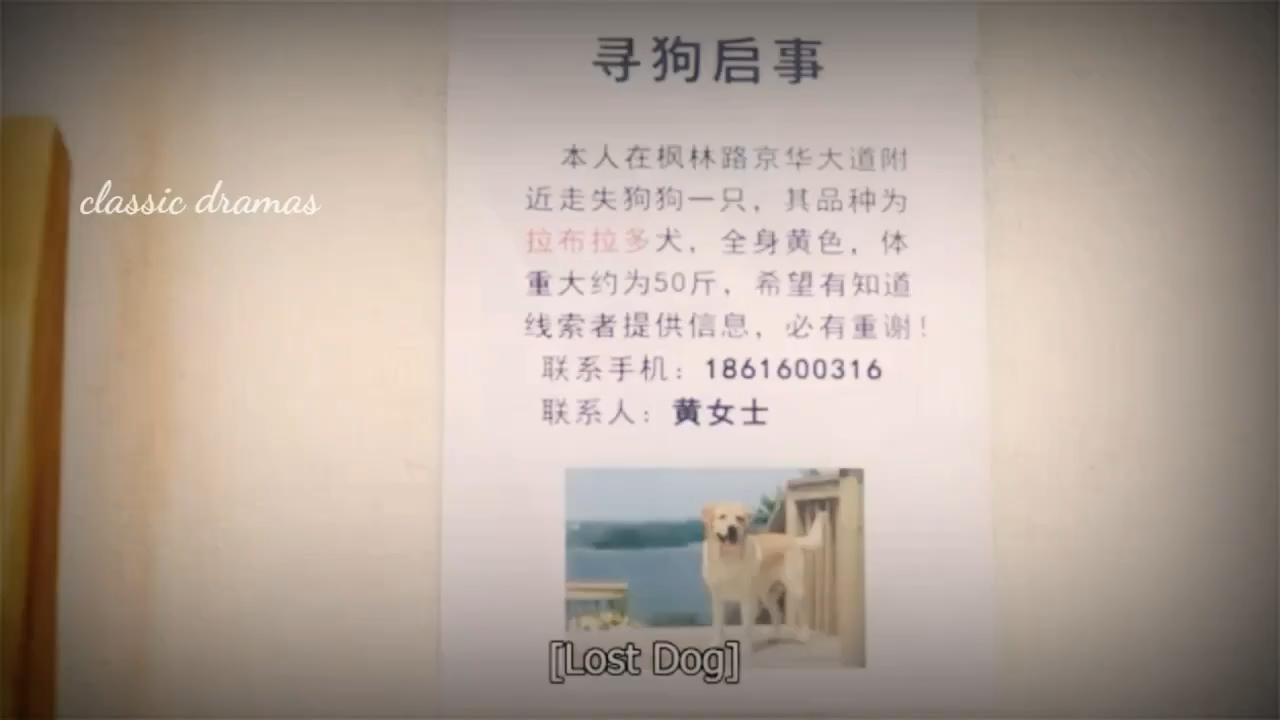 寻狗启事
classic dramas
本人在枫林路京华大道附
近走失狗狗一只，其品种为
拉布拉多犬，全身黄色，体
重大约为50斤，希望有知道
线索者提供信息，必有重谢！
联系手机：1861600316
联系人：黄女士
[Lost Dog]